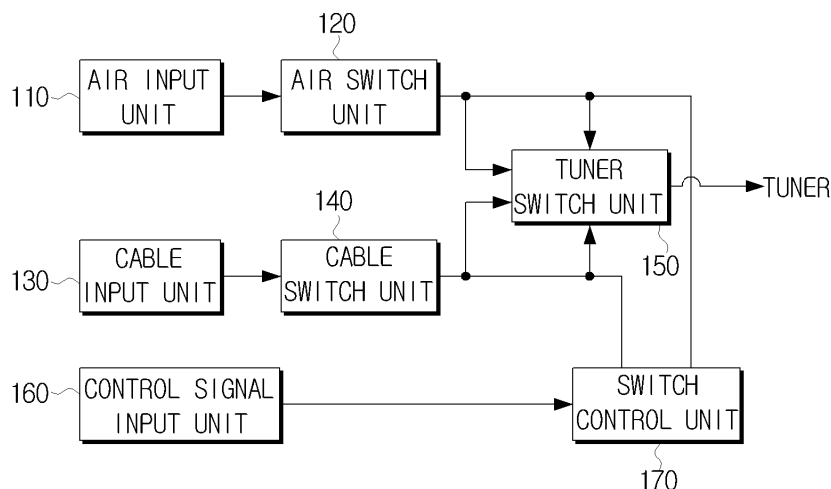 120
110
AIR INPUT
UNIT
AIR SWITCH
UNIT
TUNER
SWITCH UNIT
TUNER
150
140
130
CABLE
INPUT UNIT
CABLE
SWITCH UNIT
160
CONTROL SIGNAL
INPUT UNIT
SWITCH
CONTROL UNIT
170